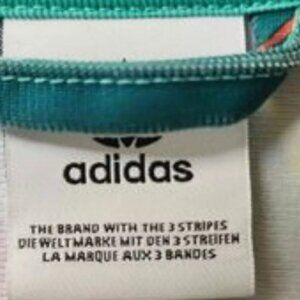 adidas
THE BRAND WITH THE 3 STRIPES
DIE WELTMARKE MIT DEN 3 STREIFEN
LA MARQUE AUX 3 BANDES